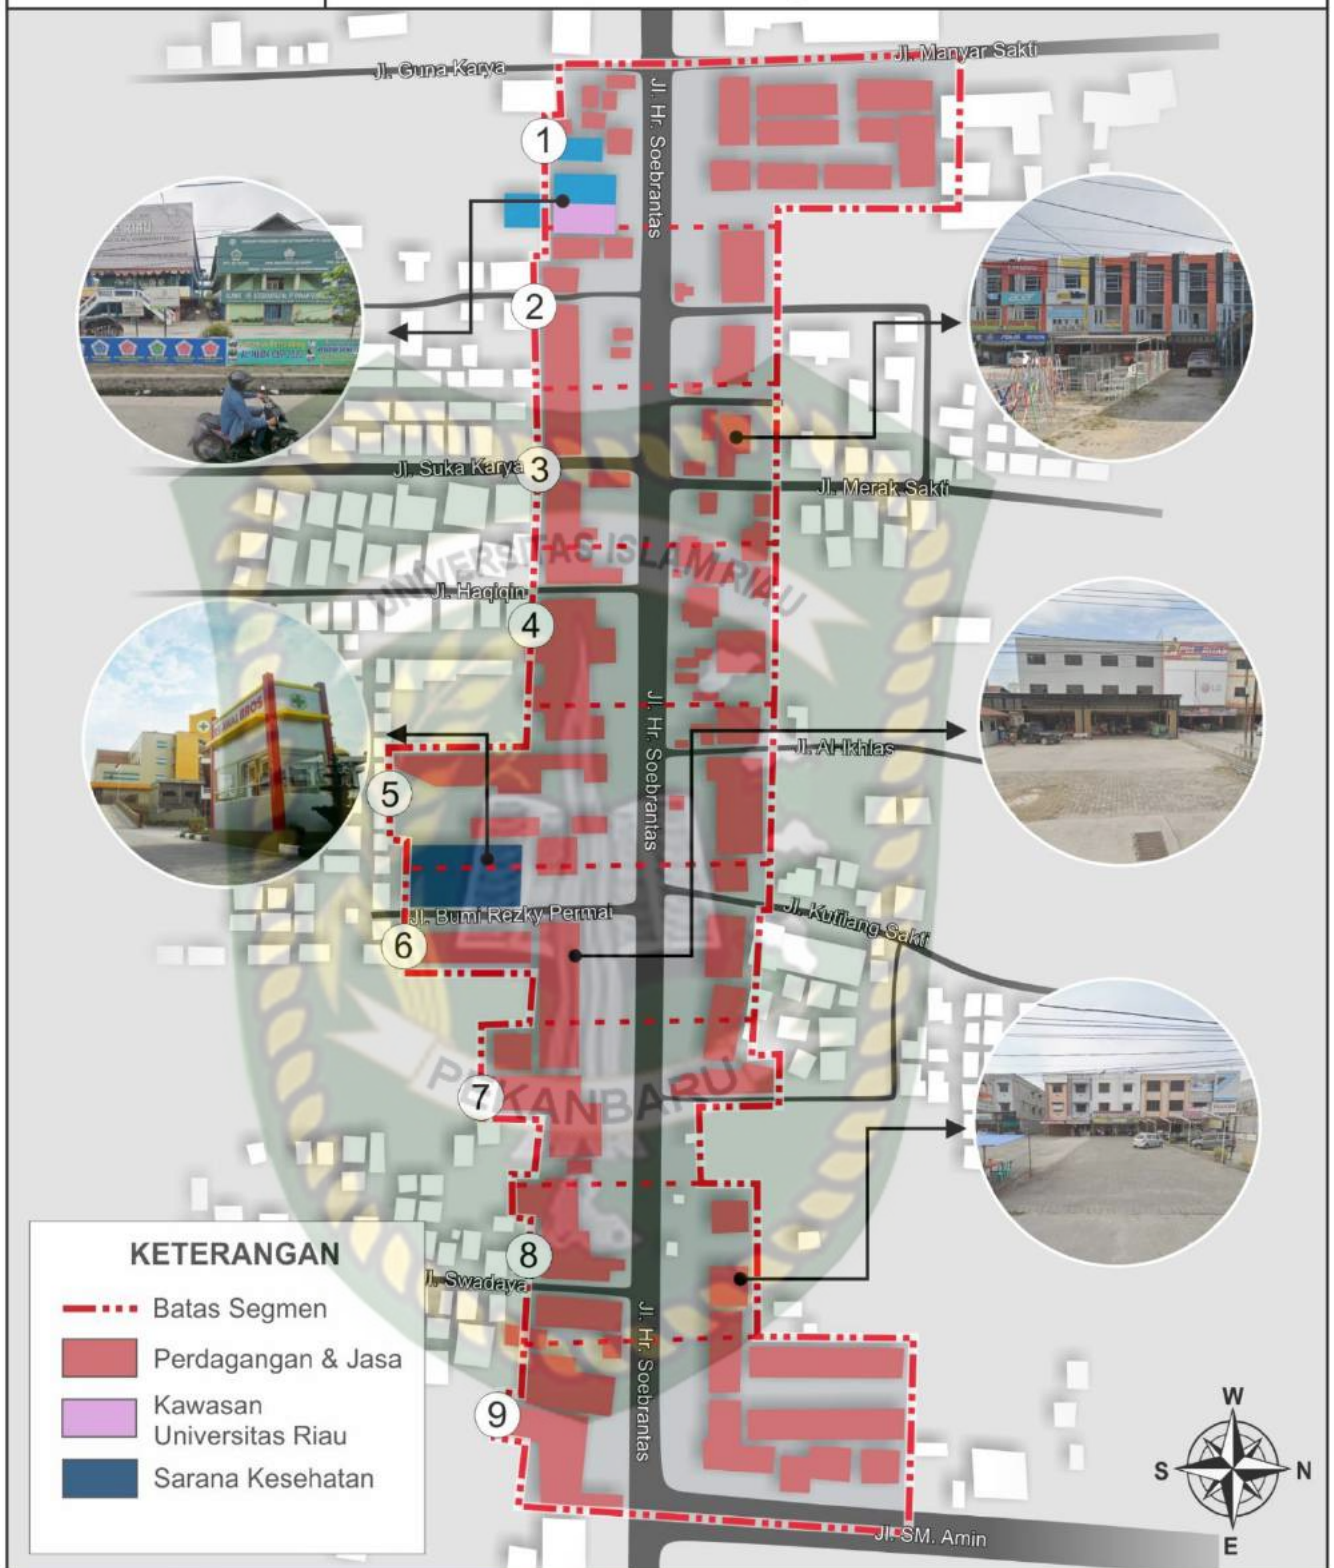 Jl. Manyar Sakti
Jl. Guna Karya
Jl. Hr. Soebrantas
1
2
3
Jl. Suka Karya
Jl. Merak Sakti
UNIVERSITAS ISLAM RIAU
Jl. Haqiqin
4
Jl. Hr. Soebrantas
Jl. Al-Ikhlas
5
Jl. Bumi Rezky Permai
Jl. Kutilang Sakti
6
PEKANBARU
7
8
Jl. Swadaya
Jl. Hr. Soebrantas
9
KETERANGAN
Batas Segmen
Perdagangan & Jasa
Kawasan
Universitas Riau
Sarana Kesehatan
W
S
N
E
Jl. SM. Amin